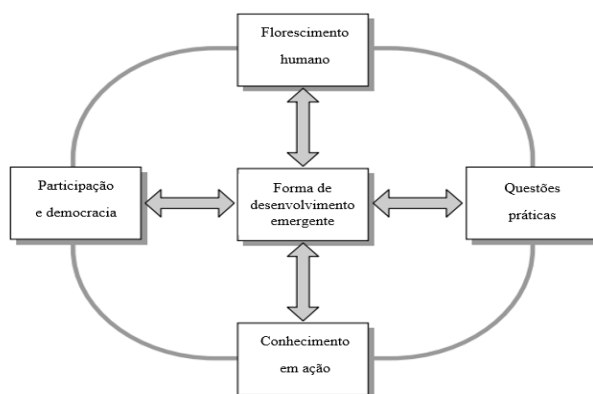 Florescimento
humano
Participação
e democracia
Forma de
desenvolvimento
emergente
Questões
práticas
Conhecimento
em ação